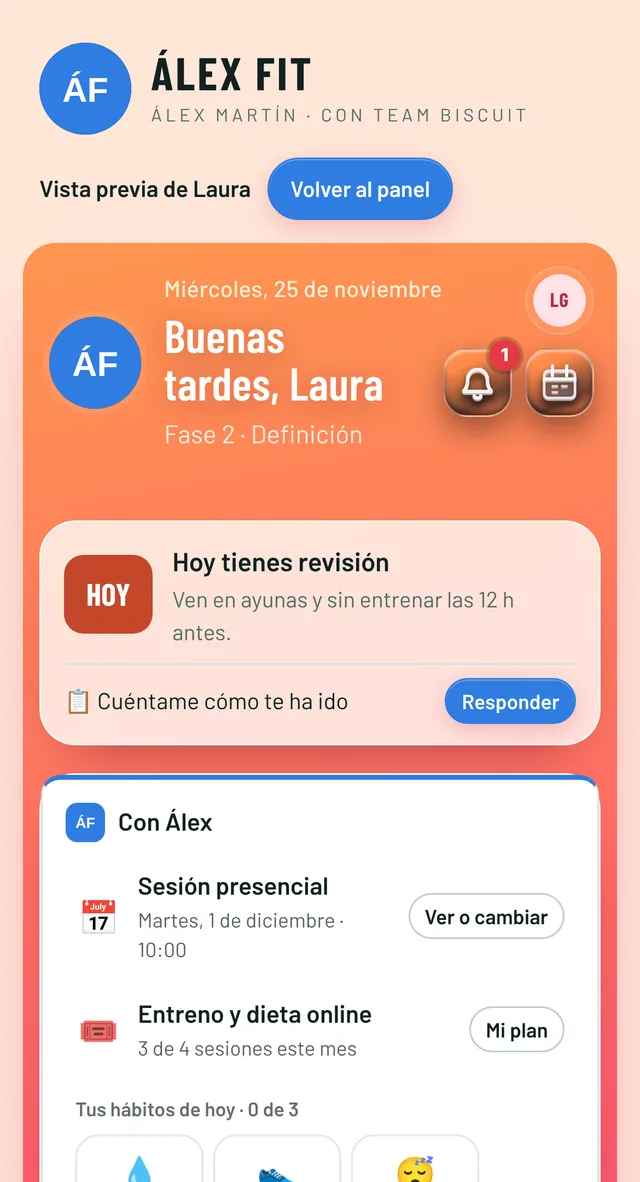 ÁF
ÁLEX FIT
ÁLEX MARTÍN · CON TEAM BISCUIT
Vista previa de Laura
Volver al panel
Miércoles, 25 de noviembre
LG
ÁF
Buenas
tardes, Laura
1
Fase 2 · Definición
HOY
Hoy tienes revisión
Ven en ayunas y sin entrenar las 12 h
antes.
📋 Cuéntame cómo te ha ido
Responder
ÁF
Con Álex
Sesión presencial
July
17
Martes, 1 de diciembre ·
10:00
Ver o cambiar
Entreno y dieta online
3 de 4 sesiones este mes
Mi plan
Tus hábitos de hoy · 0 de 3